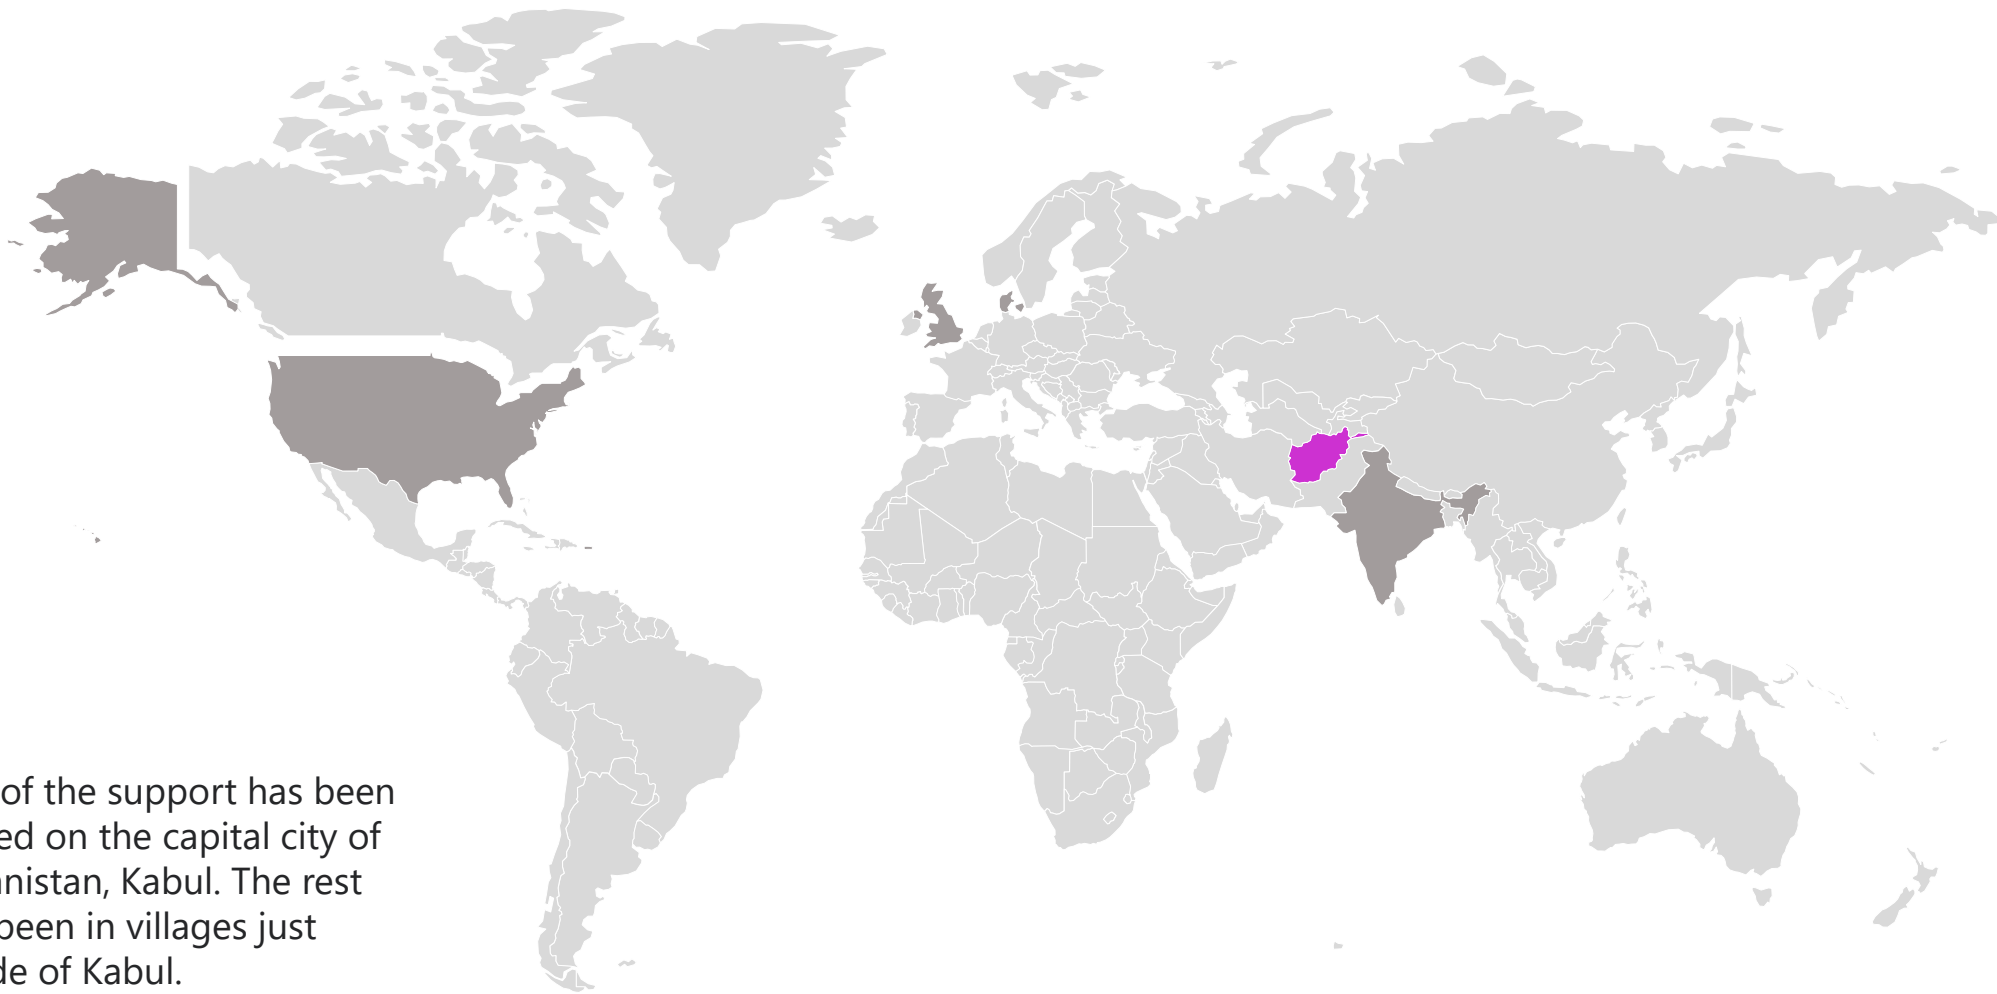 of the support has been
ed on the capital city of
nistan, Kabul. The rest
been in villages just
de of Kabul.